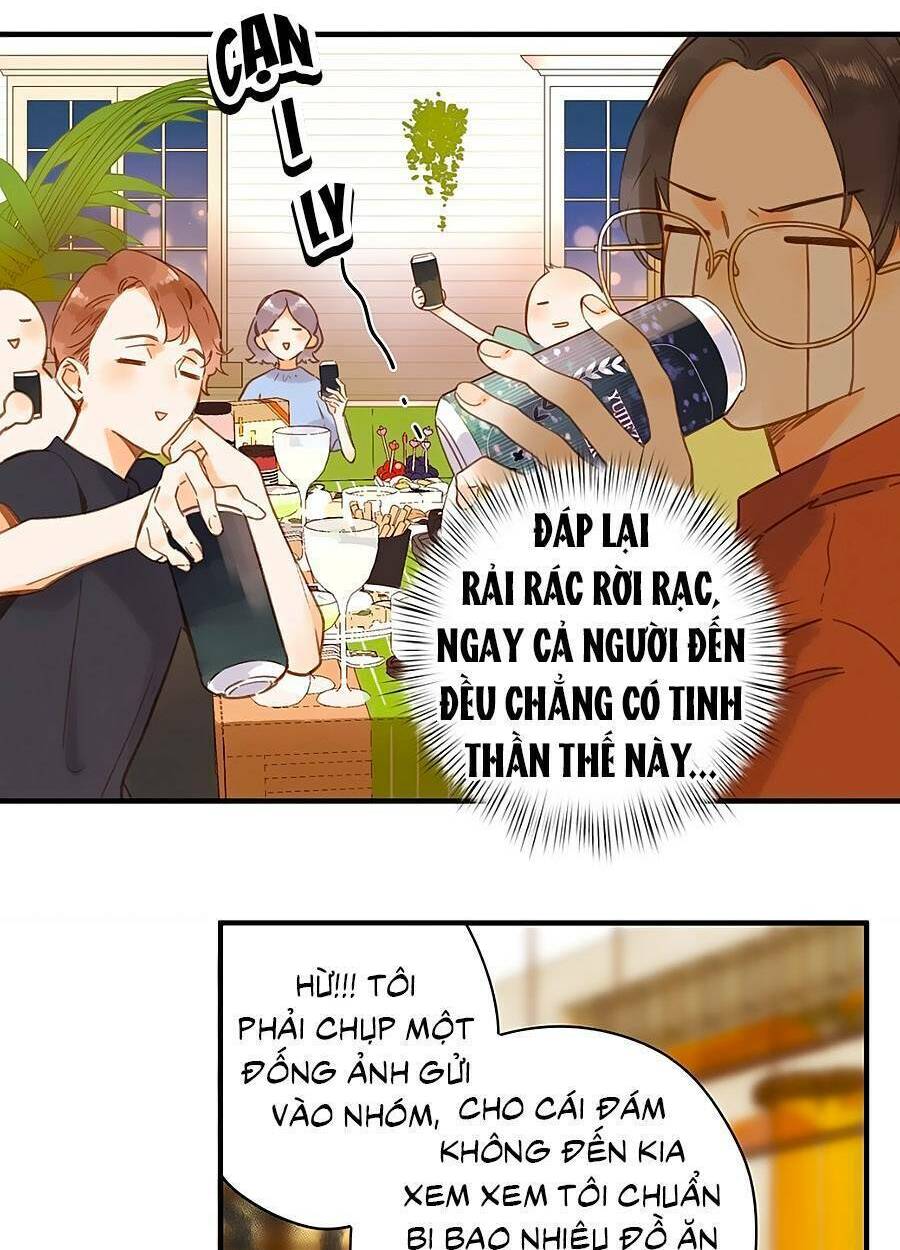 CẠN
I
LY
YUJIEZ
ĐÁP LẠI
RẢI RÁC RỜI RẠC,
NGAY CẢ NGƯỜI ĐẾN
ĐỀU CHẲNG CÓ TINH
THẦN THẾ NÀY...
HỪ!!! TÔI
PHẢI CHỤP MỘT
ĐỐNG ẢNH GỬI
VÀO NHÓM,
CHO CÁI ĐÁM
KHÔNG ĐẾN KIA
XEM XEM TÔI CHUẨN
BỊ BAO NHIÊU ĐỒ ĂN